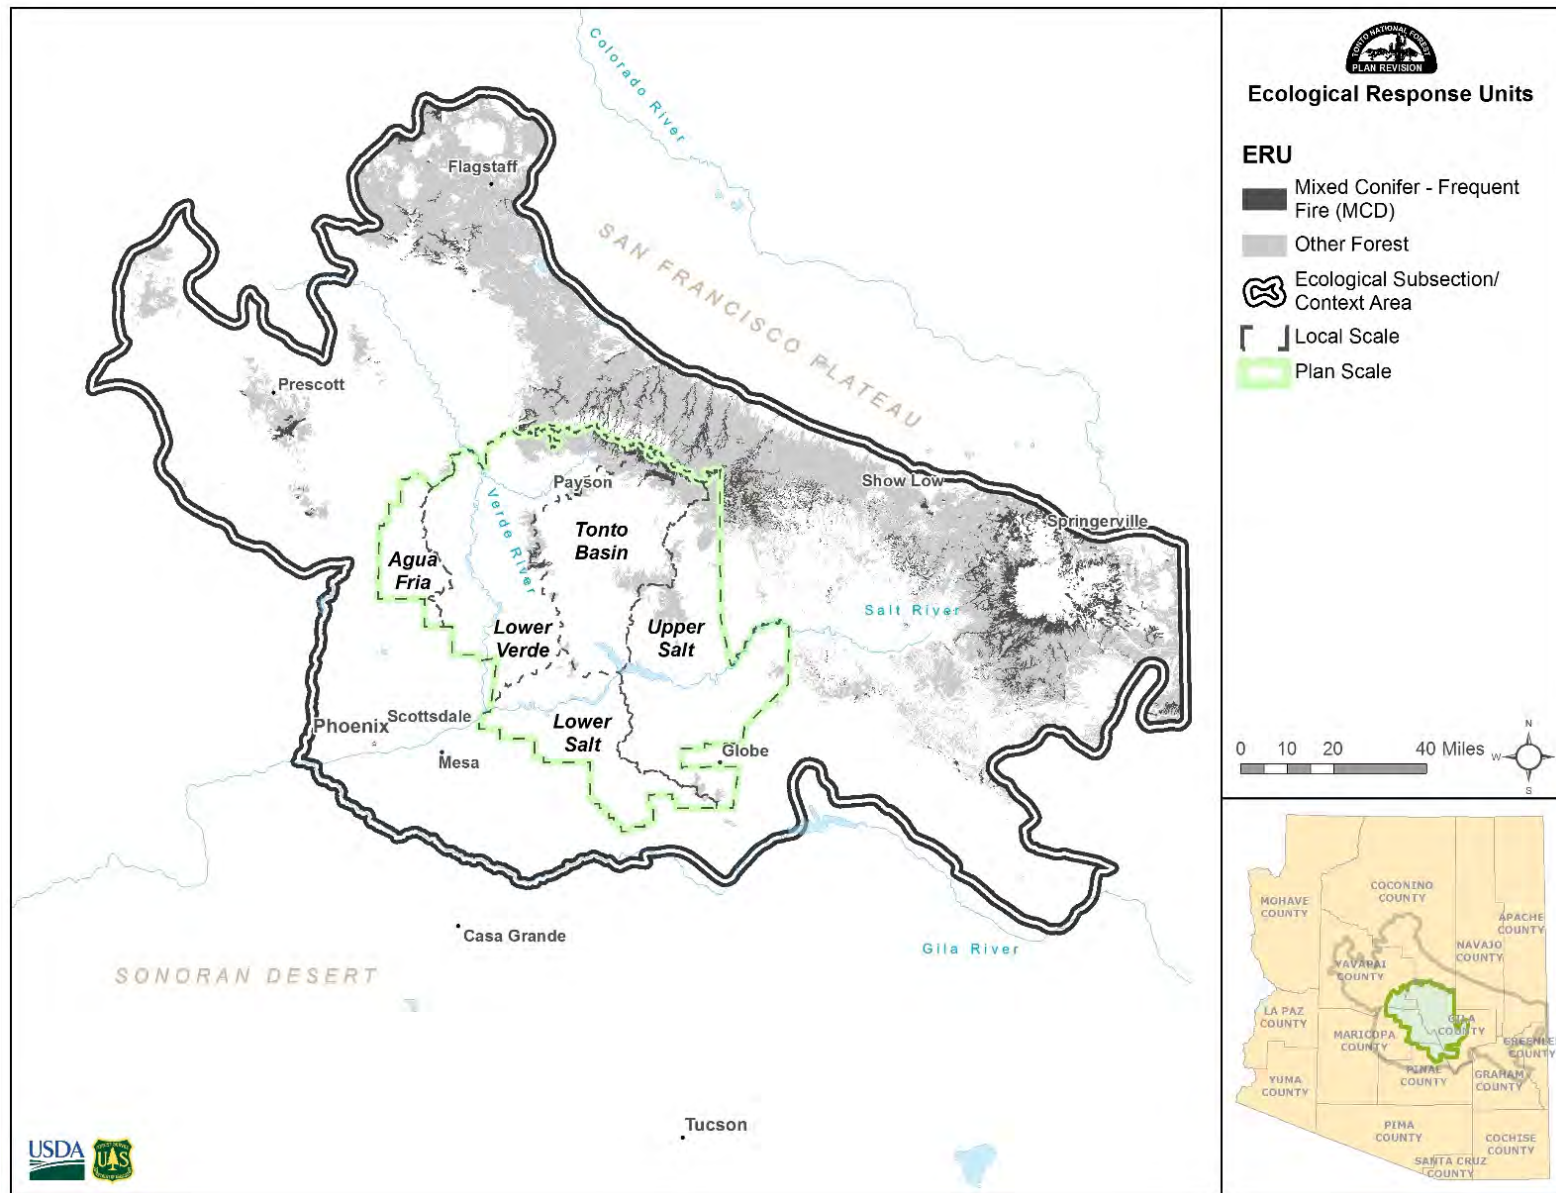 Colorado River
Flagstaff
SAN FRANCISCO PLATEAU
Prescott
Payson
Show Low
Springerville
Verde River
Tonto
Basin
Agua
Fria
Salt River
Lower
Verde
Upper
Salt
Phoenix
Scottsdale
Lower
Salt
Mesa
Globe
Casa Grande
Gila River
SONORAN DESERT
Tucson
USDA
U S
TONTO NATIONAL FOREST
PLAN REVISION
Ecological Response Units
ERU
Mixed Conifer - Frequent
Fire (MCD)
Other Forest
Ecological Subsection/
Context Area
Local Scale
Plan Scale
0 10 20 40 Miles
N
W
S
COCONINO
COUNTY
MOHAVE
COUNTY
APACHE
COUNTY
NAVAJO
COUNTY
YAVAPAI
COUNTY
LA PAZ
COUNTY
GILA
COUNTY
MARICOPA
COUNTY
GREENLEE
COUNTY
PINAL
COUNTY
GRAHAM
COUNTY
YUMA
COUNTY
PIMA
COUNTY
COCHISE
COUNTY
SANTA CRUZ
COUNTY